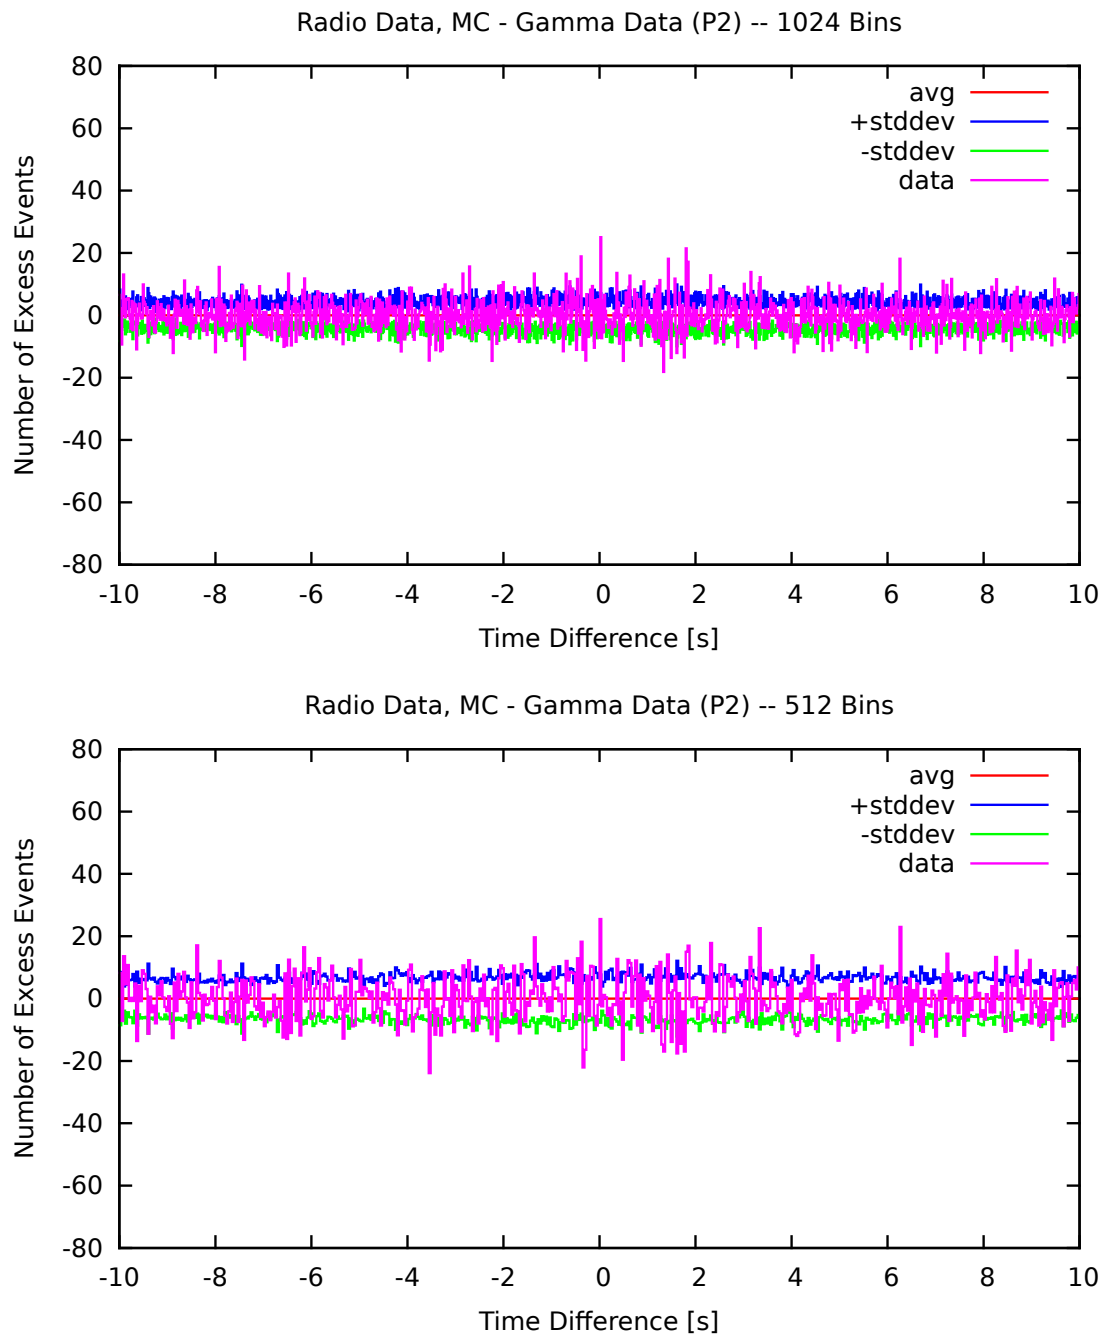 Radio Data, MC - Gamma Data (P2) -- 1024 Bins
80
60
40
20
0
-20
-40
-60
-80
Number of Excess Events
avg
+stddev
-stddev
data
-10 -8 -6 -4 -2 0 2 4 6 8 10
Time Difference [s]
Radio Data, MC - Gamma Data (P2) -- 512 Bins
80
60
40
20
0
-20
-40
-60
-80
Number of Excess Events
avg
+stddev
-stddev
data
-10 -8 -6 -4 -2 0 2 4 6 8 10
Time Difference [s]